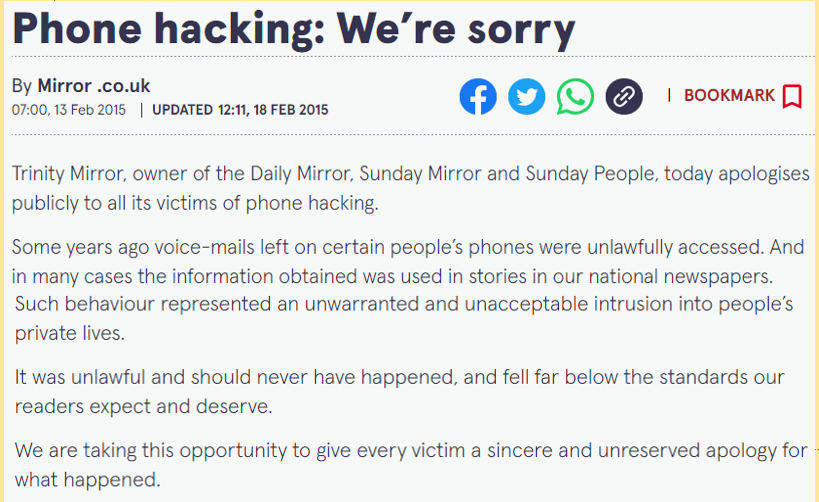 Phone hacking: We're sorry
By Mirror .co.uk
07:00, 13 Feb 2015 | UPDATED 12:11, 18 FEB 2015
| BOOKMARK
Trinity Mirror, owner of the Daily Mirror, Sunday Mirror and Sunday People, today apologises
publicly to all its victims of phone hacking.
Some years ago voice-mails left on certain people's phones were unlawfully accessed. And
in many cases the information obtained was used in stories in our national newspapers.
Such behaviour represented an unwarranted and unacceptable intrusion into people's
private lives.
It was unlawful and should never have happened, and fell far below the standards our
readers expect and deserve.
We are taking this opportunity to give every victim a sincere and unreserved apology for
what happened.